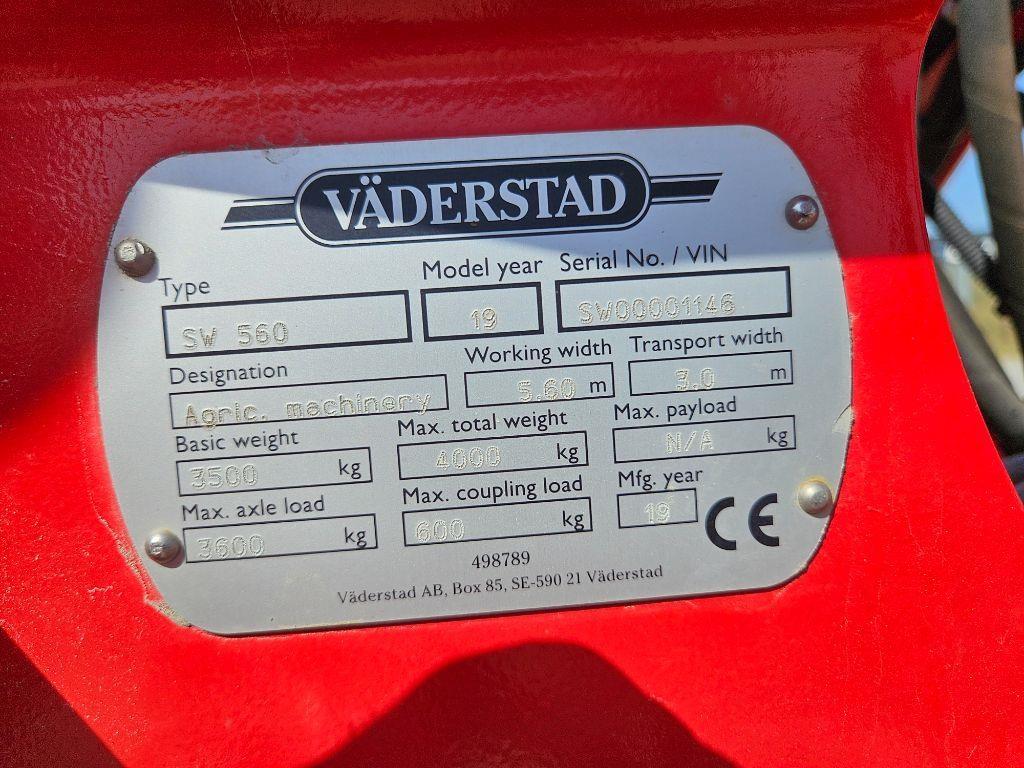 VÄDERSTAD
Type Model year Serial No. / VIN
SW 560 19 SW00001146
Designation Working width Transport width
Agric. machinery 5.60 m 3.0 m
Basic weight Max. total weight Max. payload
3500 kg 4000 kg N/A kg
Max. axle load Max. coupling load Mfg. year
3600 kg 600 kg 19 CE
498789
Väderstad AB, Box 85, SE-590 21 Väderstad